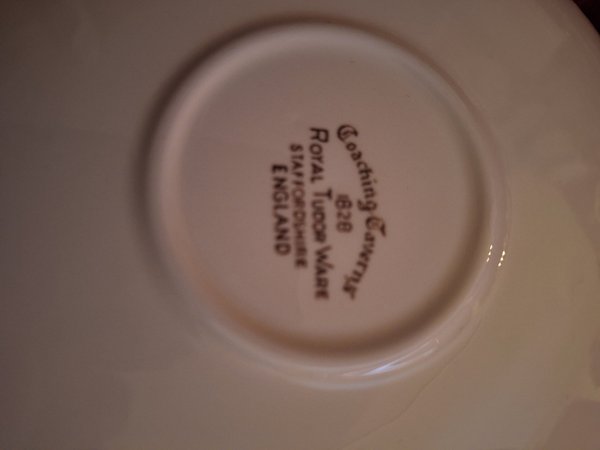 Coaching Taverns
1828
ROYAL TUDOR WARE
STAFFORDSHIRE
ENGLAND